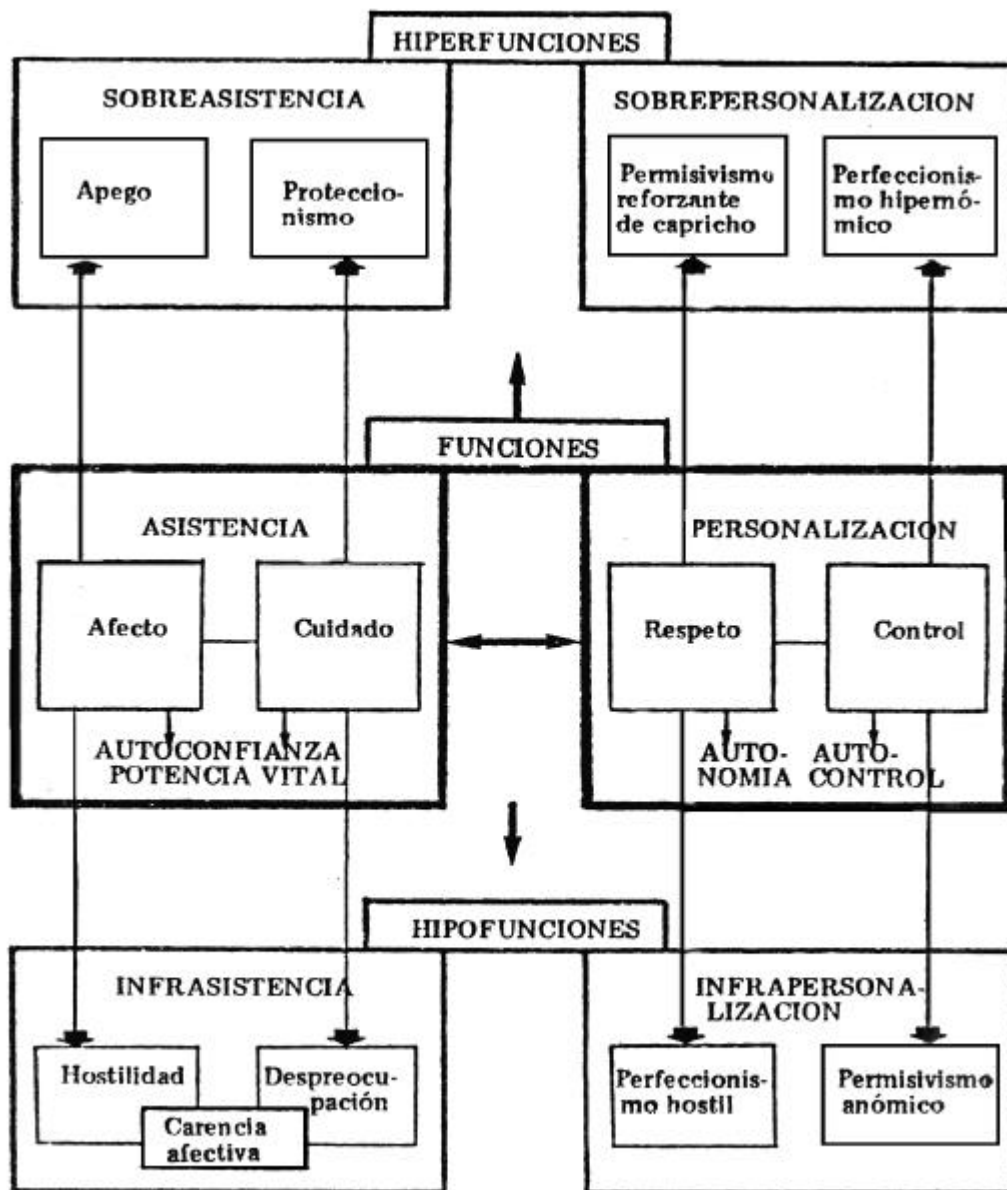 HIPERFUNCIONES
SOBREASISTENCIA
Apego
Proteccio-
nismo
SOBREPERSONALIZACION
Permisivismo
reforzante
de capricho
Perfeccionis-
mo hipernó-
mico
FUNCIONES
ASISTENCIA
Afecto
Cuidado
AUTOCONFIANZA
POTENCIA VITAL
PERSONALIZACION
Respeto
Control
AUTO-
NOMIA
AUTO-
CONTROL
HIPOFUNCIONES
INFRASISTENCIA
Hostilidad
Despreocu-
pación
Carencia
afectiva
INFRAPERSONA-
LIZACION
Perfeccionis-
mo hostil
Permisivismo
anómico